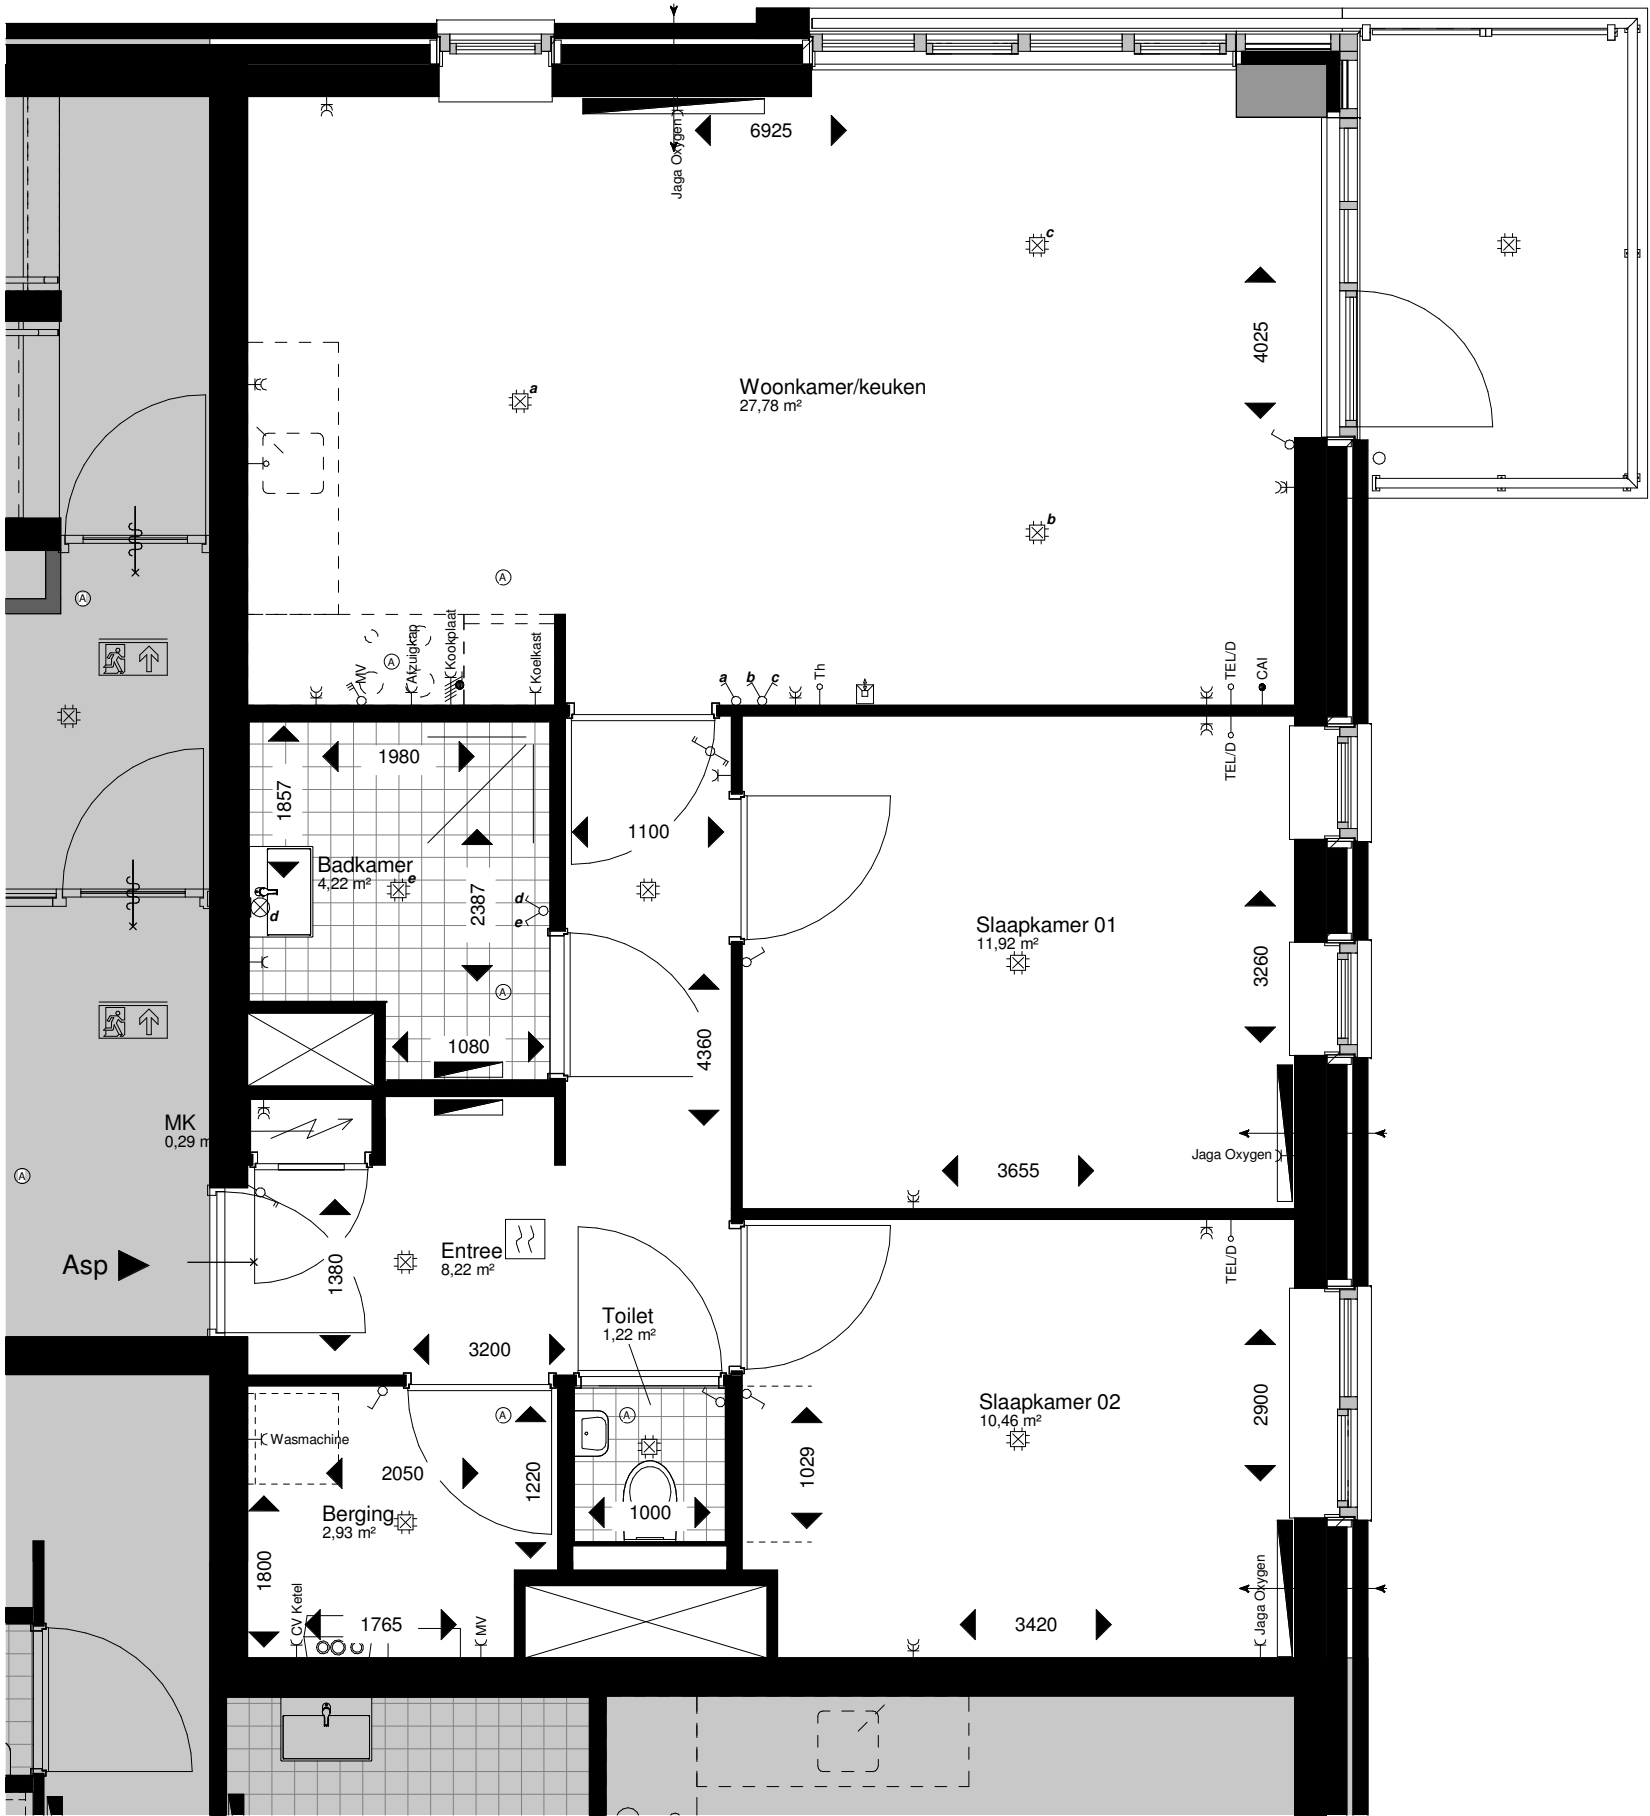 Jaga Oxygen
6925
c
4025
a
Woonkamer/keuken
27,78 m²
b
A
A
MV
Afzuigkap
A
Kookplaat
Koelkast
a
b
c
Th
TEL/D
CAI
TEL/D
1980
1857
1100
Badkamer
4,22 m²
e
d
2387
d
e
Slaapkamer 01
11,92 m²
3260
A
1080
4360
MK
0,29 m
A
Jaga Oxygen
3655
Asp
1380
Entree
8,22 m²
TEL/D
Toilet
1,22 m²
3200
Slaapkamer 02
10,46 m²
2900
A
A
Wasmachine
2050
1220
1029
Berging
2,93 m²
1000
1800
CV Ketel
1765
MV
3420
Jaga Oxygen